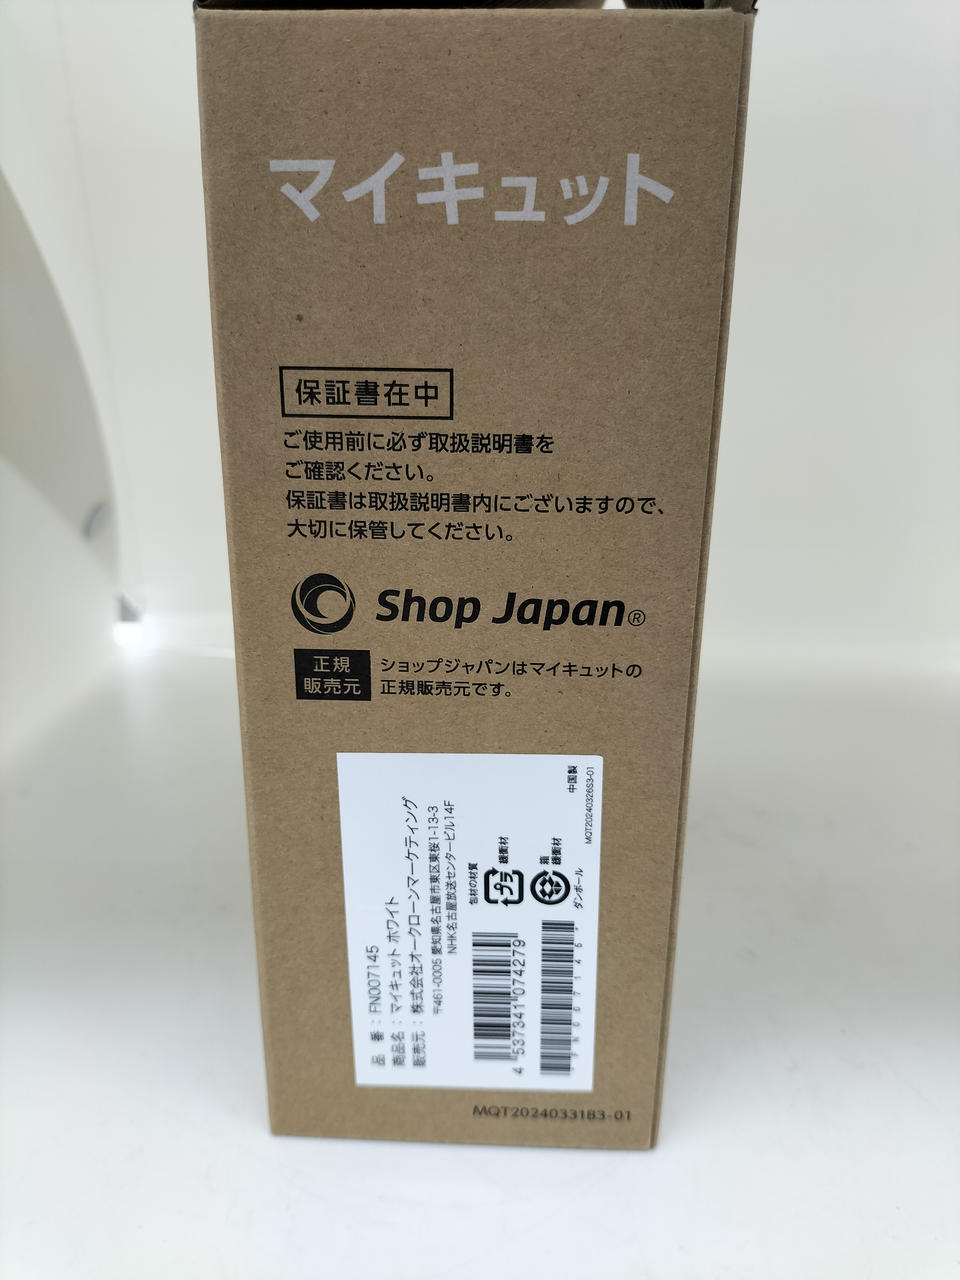 マイキュット
保証書在中
ご使用前に必ず取扱説明書を
ご確認ください。
保証書は取扱説明書内にございますので、
大切に保管してください。
Shop Japan®
正規
販売元
ショップジャパンはマイキュットの
正規販売元です。
品 番：FN007145
商品名：マイキュット ホワイト
販売元：株式会社オークローンマーケティング
〒461-0005 愛知県名古屋市東区東桜1-13-3
NHK名古屋放送センタービル14F
包材の材質
プラ
緩衝材
箱
緩衝材
ダンボール
4 537341 074279
*FN007145*
中国製
MQT20240326S3-01
MQT20240331B3-01